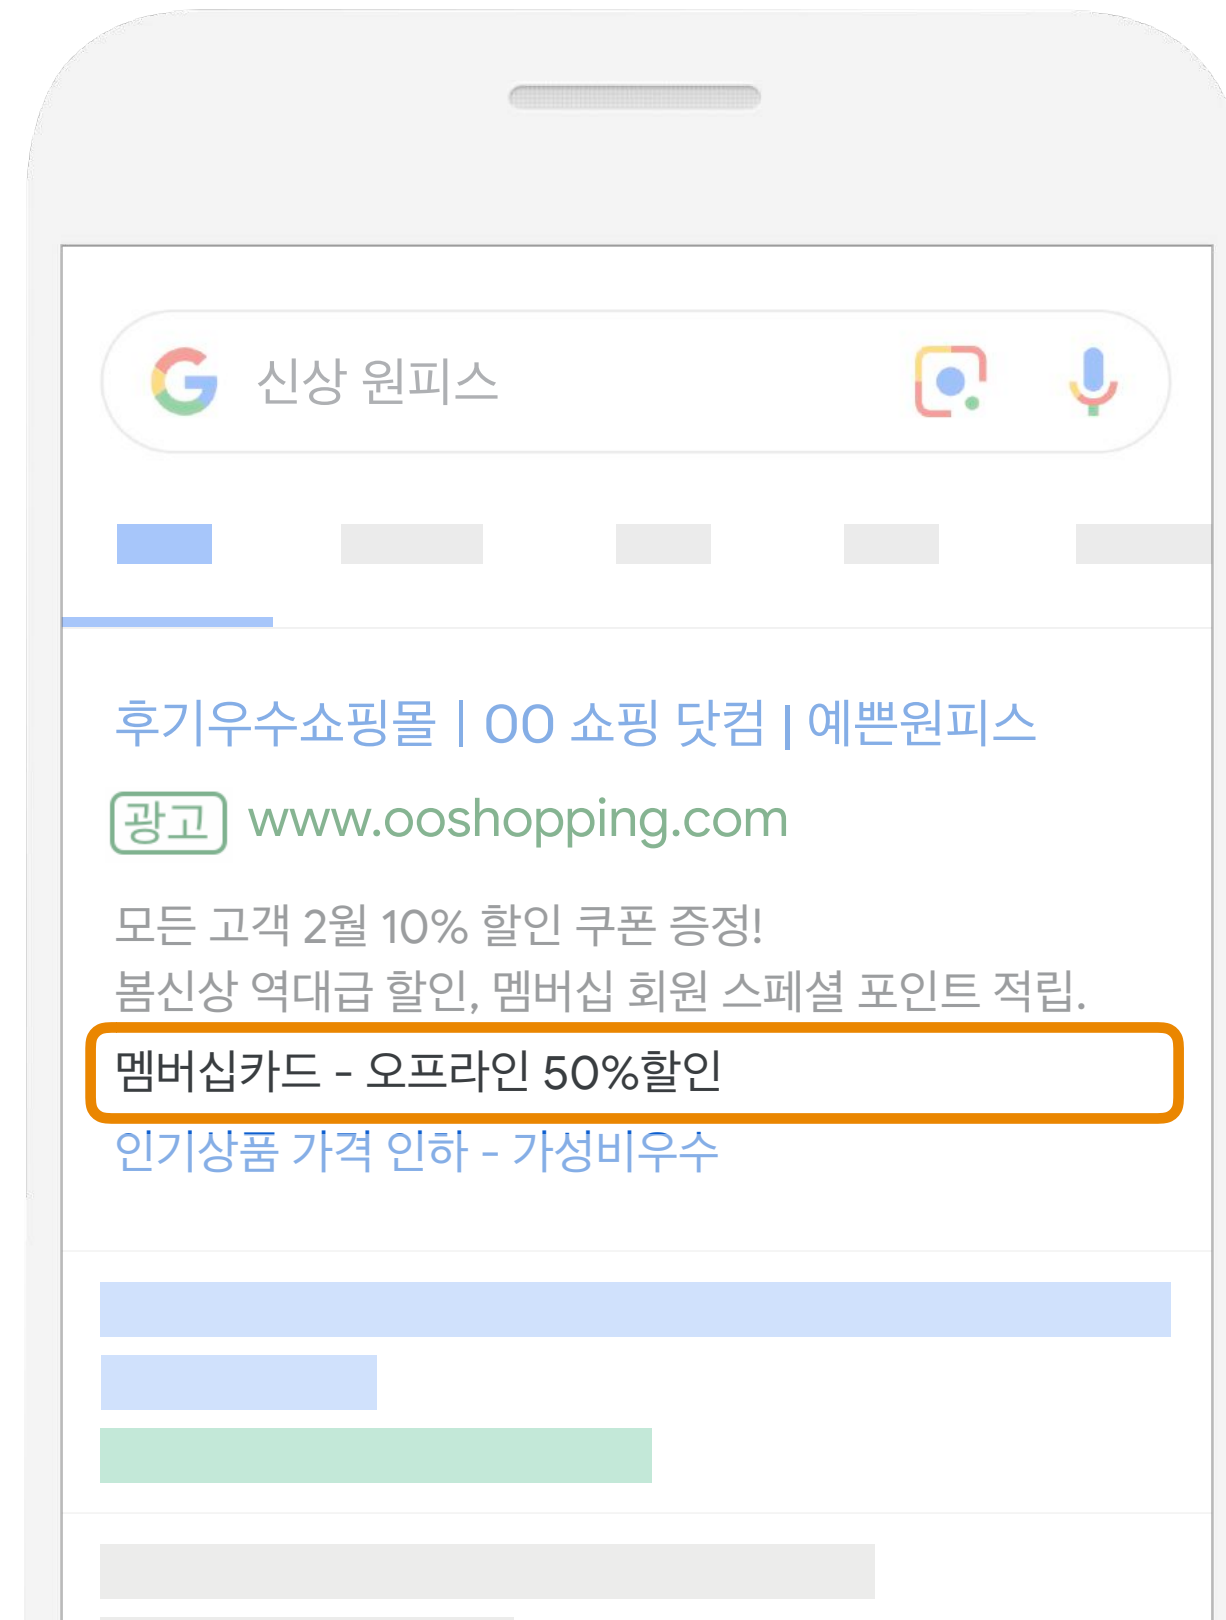 신상 원피스
후기우수쇼핑몰 | OO 쇼핑 닷컴 | 예쁜원피스
광고 www.ooshopping.com
모든 고객 2월 10% 할인 쿠폰 증정!
봄신상 역대급 할인, 멤버십 회원 스페셜 포인트 적립.
멤버십카드 - 오프라인 50%할인
인기상품 가격 인하 - 가성비우수